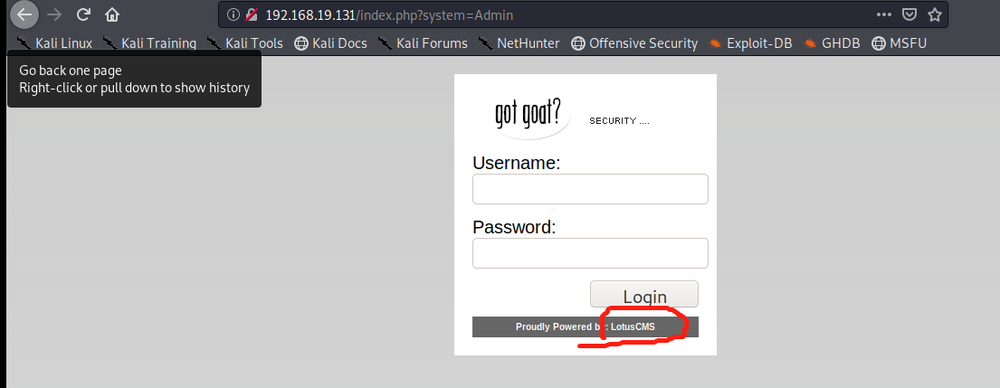 192.168.19.131/index.php?system=Admin
Kali Linux Kali Training Kali Tools Kali Docs Kali Forums NetHunter Offensive Security Exploit-DB GHDB MSFU
Go back one page
Right-click or pull down to show history
got goat? SECURITY ....
Username:
Password:
Login
Proudly Powered by: LotusCMS